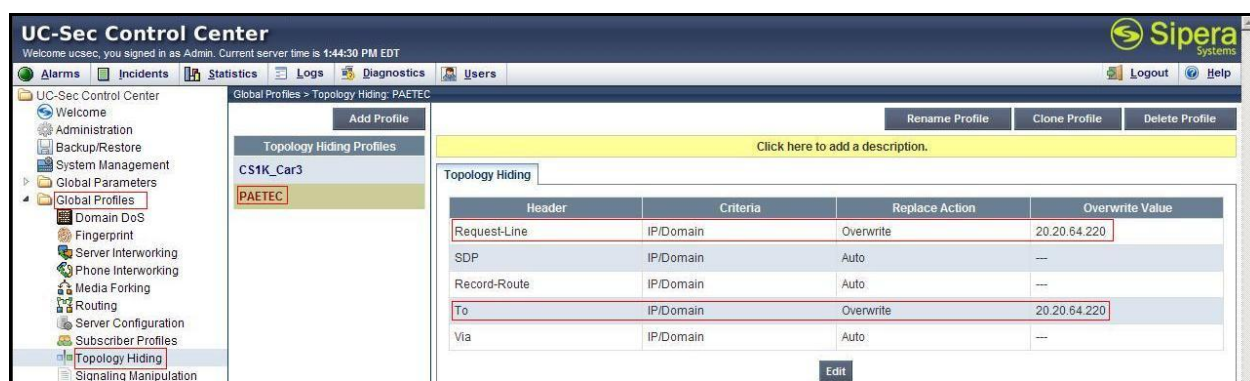 UC-Sec Control Center
Welcome ucsec, you signed in as Admin. Current server time is 1:44:30 PM EDT
Sipera
Systems
Alarms Incidents Statistics Logs Diagnostics Users Logout Help
UC-Sec Control Center
Welcome
Administration
Backup/Restore
System Management
Global Parameters
Global Profiles
Domain DoS
Fingerprint
Server Interworking
Phone Interworking
Media Forking
Routing
Server Configuration
Subscriber Profiles
Topology Hiding
Signaling Manipulation
Global Profiles > Topology Hiding: PAETEC
Add Profile
Topology Hiding Profiles
CS1K_Car3
PAETEC
Rename Profile Clone Profile Delete Profile
Click here to add a description.
Topology Hiding
Header Criteria Replace Action Overwrite Value
Request-Line IP/Domain Overwrite 20.20.64.220
SDP IP/Domain Auto ---
Record-Route IP/Domain Auto ---
To IP/Domain Overwrite 20.20.64.220
Via IP/Domain Auto ---
Edit